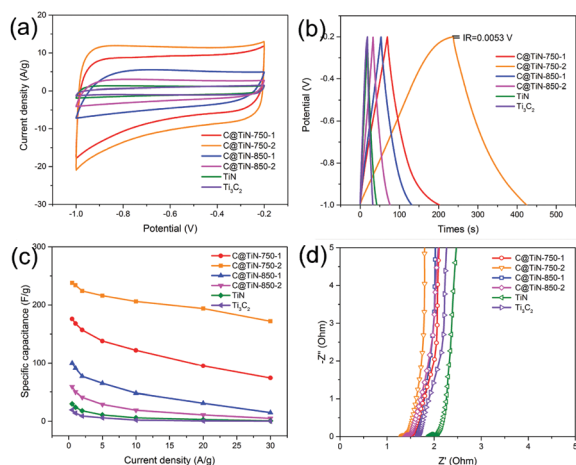 (a)
20
10
0
-10
-20
-30
Current density (A/g)
C@TiN-750-1
C@TiN-750-2
C@TiN-850-1
C@TiN-850-2
TiN
Ti₃C₂
-1.0
-0.8
-0.6
-0.4
-0.2
Potential (V)
(b)
0.0
-0.2
-0.4
-0.6
-0.8
-1.0
Potential (V)
IR=0.0053 V
C@TiN-750-1
C@TiN-750-2
C@TiN-850-1
C@TiN-850-2
TiN
Ti₃C₂
0
100
200
300
400
500
Times (s)
(c)
300
250
200
150
100
50
0
Specific capacitance (F/g)
C@TiN-750-1
C@TiN-750-2
C@TiN-850-1
C@TiN-850-2
TiN
Ti₃C₂
0
5
10
15
20
25
30
Current density (A/g)
(d)
5
4
3
2
1
0
-Z'' (Ohm)
C@TiN-750-1
C@TiN-750-2
C@TiN-850-1
C@TiN-850-2
TiN
Ti₃C₂
0
1
2
3
4
5
Z' (Ohm)